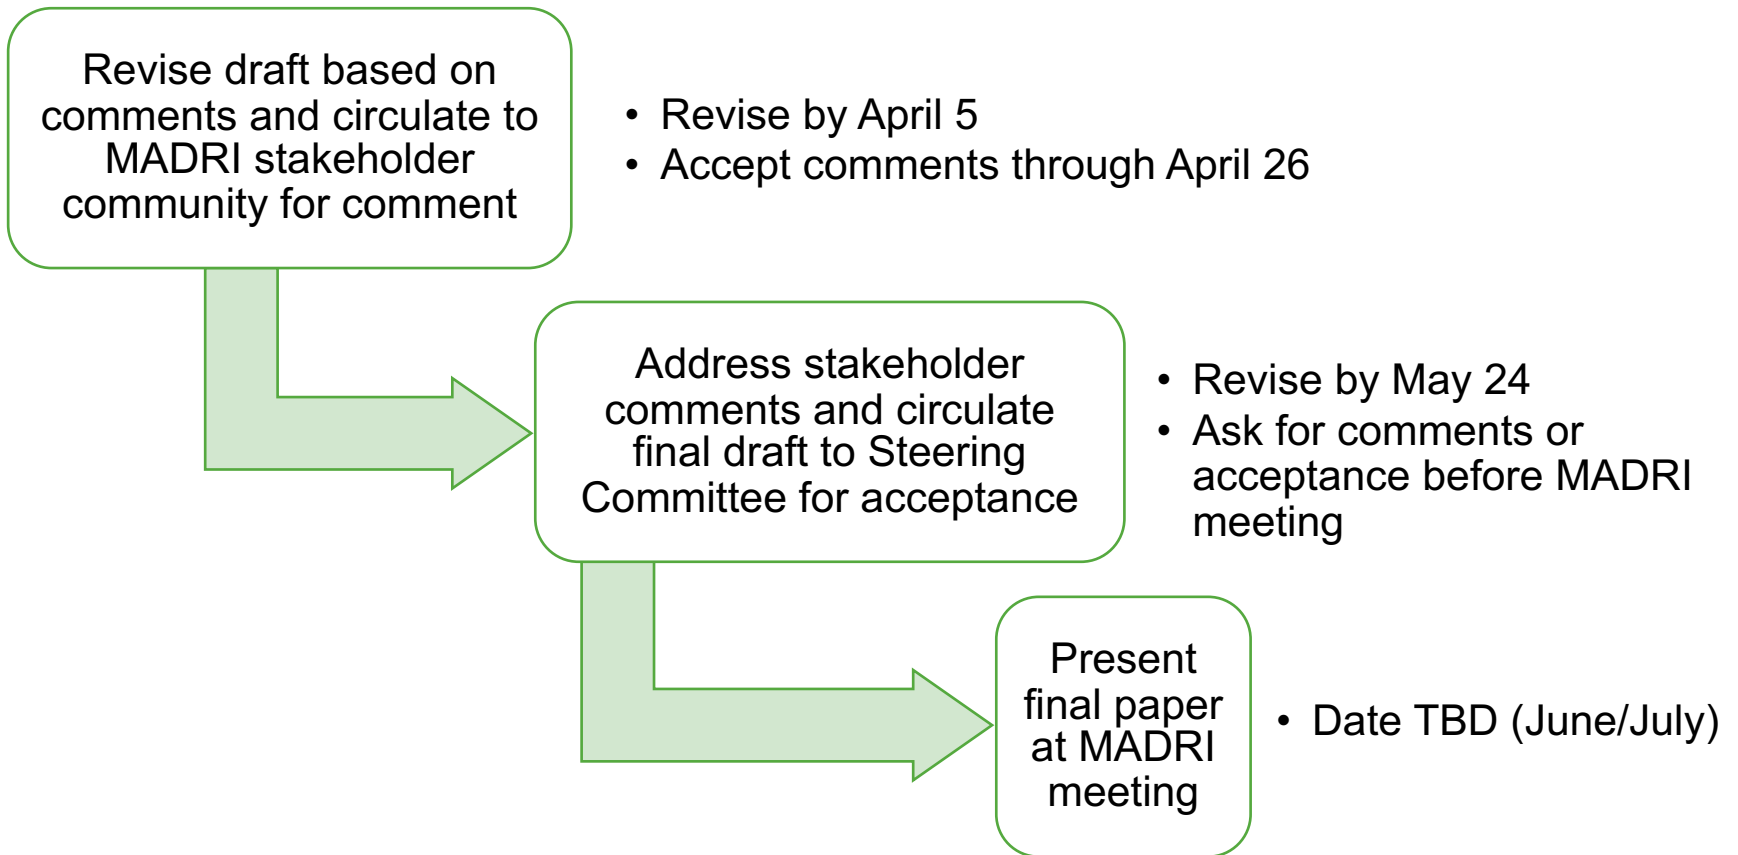 Revise draft based on
comments and circulate to
MADRI stakeholder
community for comment
• Revise by April 5
• Accept comments through April 26
Address stakeholder
comments and circulate
final draft to Steering
Committee for acceptance
• Revise by May 24
• Ask for comments or
acceptance before MADRI
meeting
Present
final paper
at MADRI
meeting
• Date TBD (June/July)